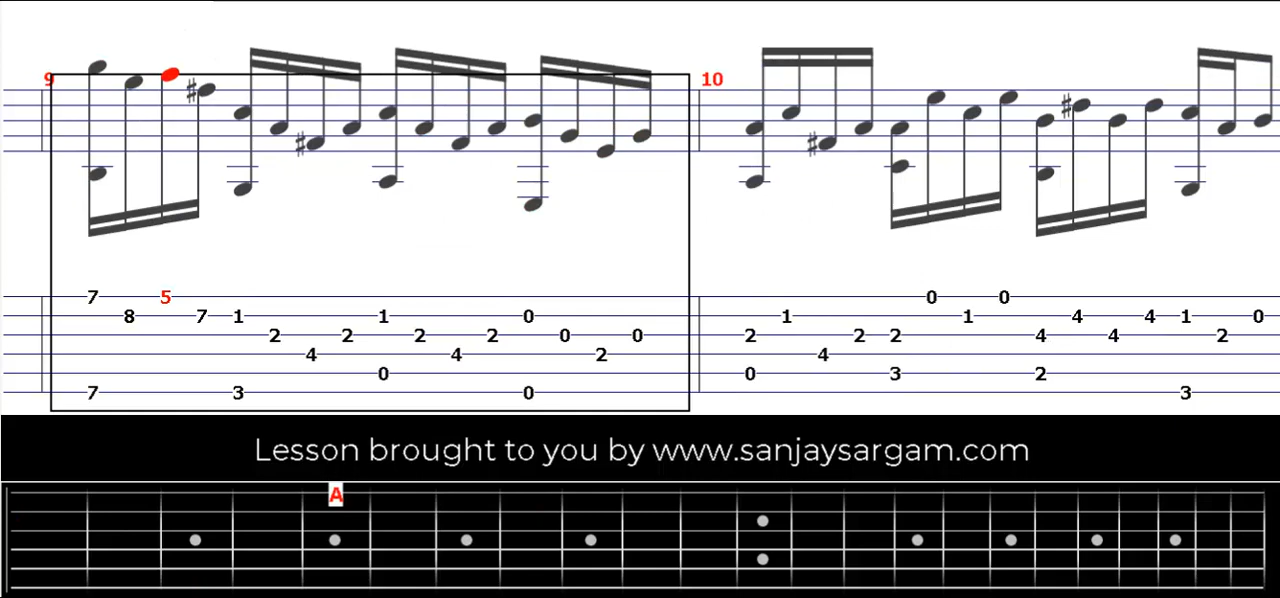 9 10
7 5 0 0
8 7 1 1 0 1 1 4 4 1 0
2 2 2 2 0 0 2 2 2 4 4 2
4 4 2 4
0 0 3 2
7 3 0 3
Lesson brought to you by www.sanjaysargam.com
A